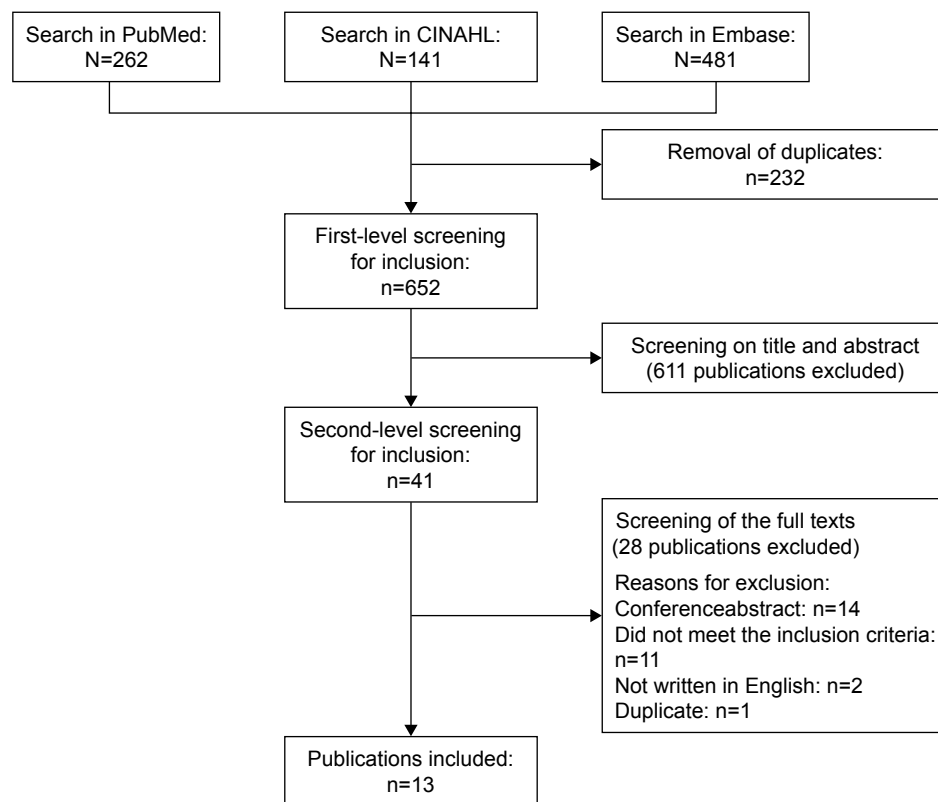 Search in PubMed:
N=262
Search in CINAHL:
N=141
Search in Embase:
N=481
Removal of duplicates:
n=232
First-level screening
for inclusion:
n=652
Screening on title and abstract
(611 publications excluded)
Second-level screening
for inclusion:
n=41
Screening of the full texts
(28 publications excluded)
Reasons for exclusion:
Conferenceabstract: n=14
Did not meet the inclusion criteria:
n=11
Not written in English: n=2
Duplicate: n=1
Publications included:
n=13